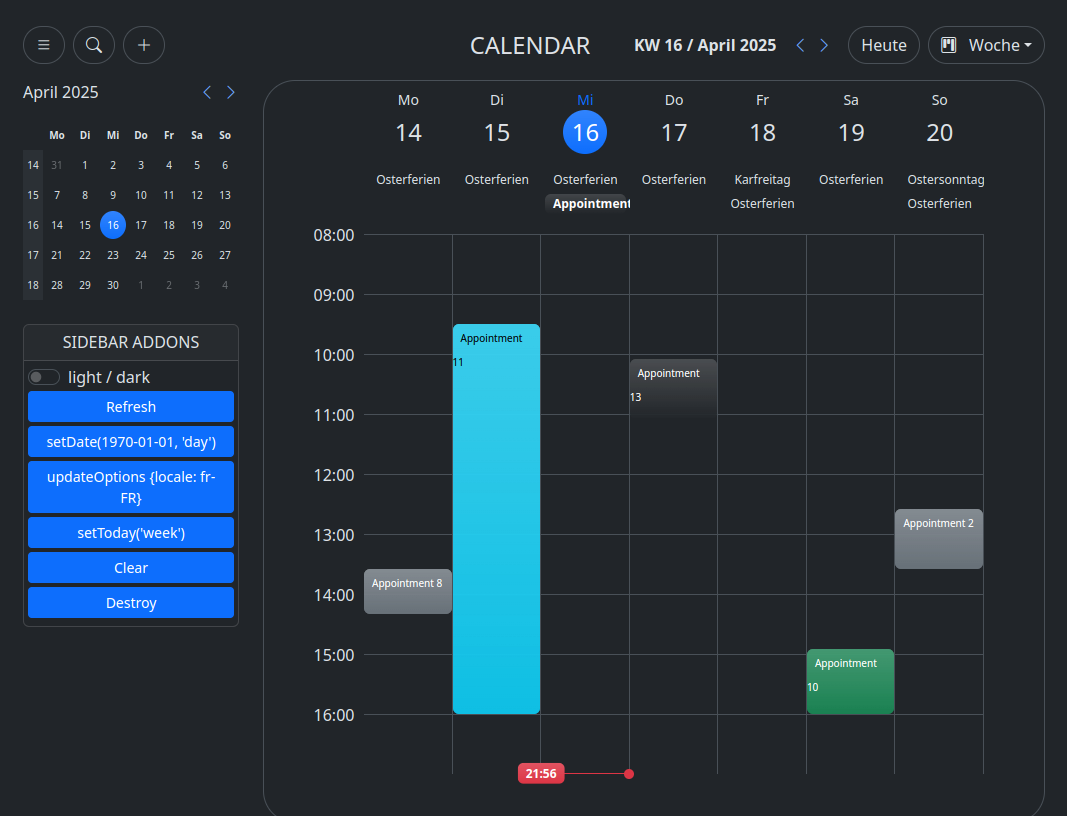 CALENDAR
KW 16 / April 2025
Heute
Woche
April 2025
Mo Di Mi Do Fr Sa So
14 31 1 2 3 4 5 6
15 7 8 9 10 11 12 13
16 14 15 16 17 18 19 20
17 21 22 23 24 25 26 27
18 28 29 30 1 2 3 4
SIDEBAR ADDONS
light / dark
Refresh
setDate(1970-01-01, 'day')
updateOptions {locale: fr-
FR}
setToday('week')
Clear
Destroy
Mo Di Mi Do Fr Sa So
14 15 16 17 18 19 20
Osterferien Osterferien Osterferien Osterferien Karfreitag Osterferien Ostersonntag
Appointment Osterferien Osterferien
08:00
09:00
Appointment
11
10:00
Appointment
13
11:00
12:00
Appointment 2
13:00
Appointment 8
14:00
15:00
Appointment
10
16:00
21:56